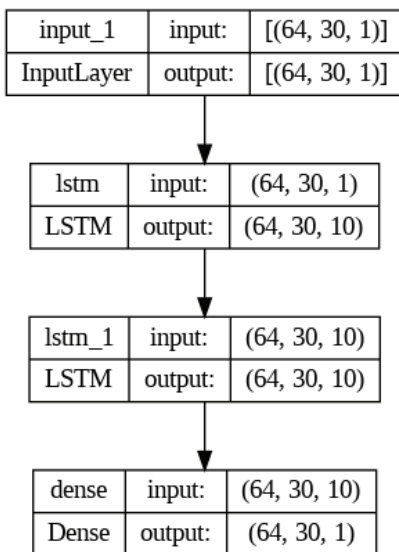 input_1 input: [(64, 30, 1)]
InputLayer output: [(64, 30, 1)]
lstm input: (64, 30, 1)
LSTM output: (64, 30, 10)
lstm_1 input: (64, 30, 10)
LSTM output: (64, 30, 10)
dense input: (64, 30, 10)
Dense output: (64, 30, 1)